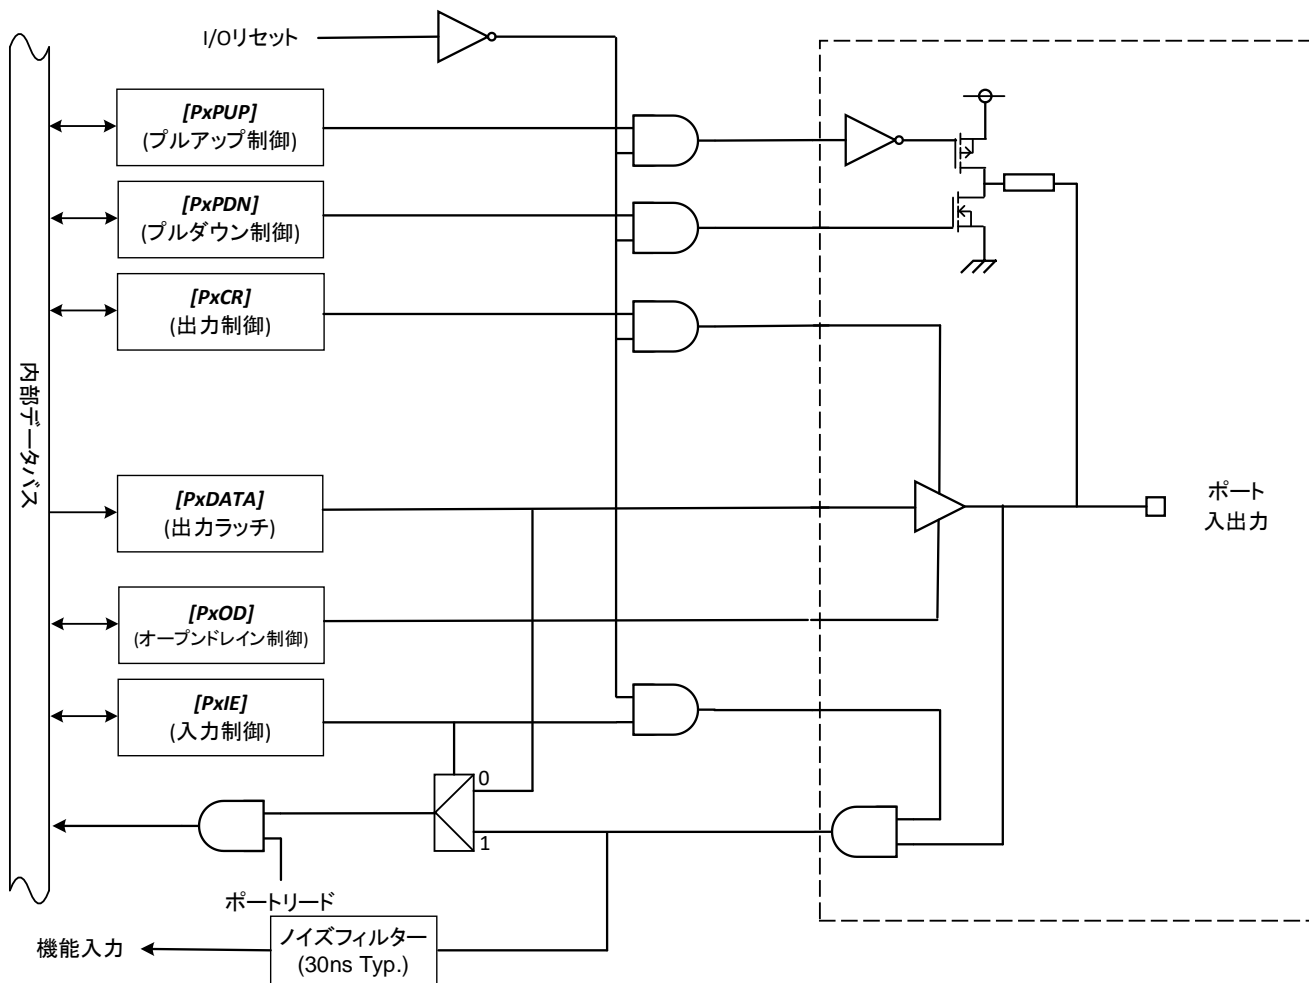 I/Oリセット
[PxPUP]
(プルアップ制御)
[PxPDN]
(プルダウン制御)
[PxCR]
(出力制御)
内部データバス
[PxDATA]
(出力ラッチ)
ポート
入出力
[PxOD]
(オープンドレイン制御)
[PxIE]
(入力制御)
0
1
ポートリード
機能入力
ノイズフィルター
(30ns Typ.)